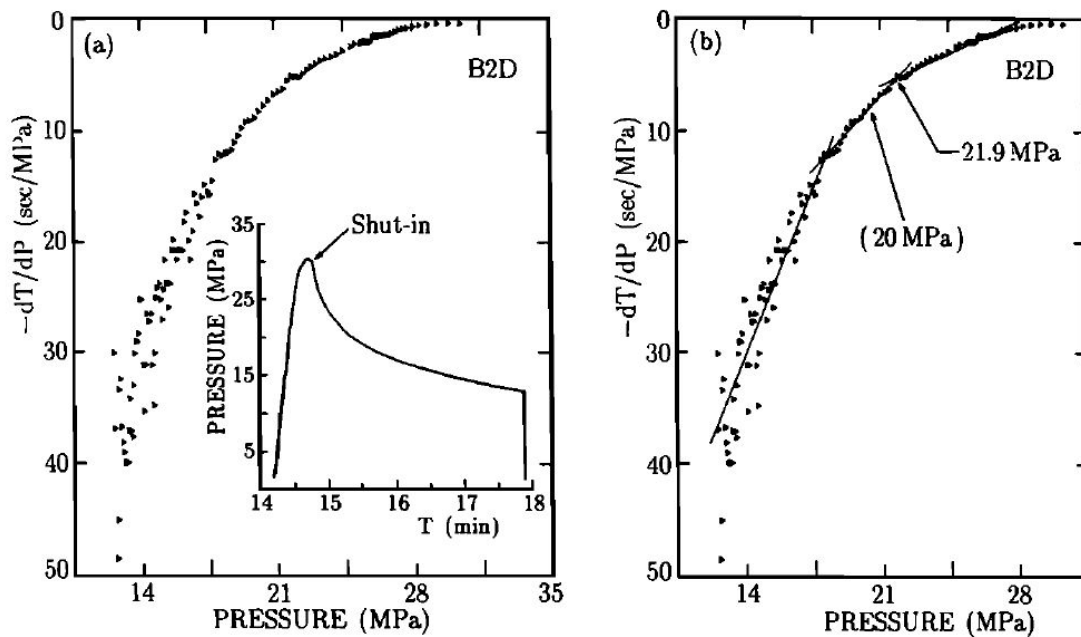 (a)
B2D
0
10
20
30
40
50
−dT/dP (sec/MPa)
14
21
28
35
PRESSURE (MPa)
Shut-in
35
25
15
5
PRESSURE (MPa)
14
15
16
17
18
T (min)
(b)
B2D
0
10
20
30
40
50
−dT/dP (sec/MPa)
21.9 MPa
(20 MPa)
14
21
28
35
PRESSURE (MPa)